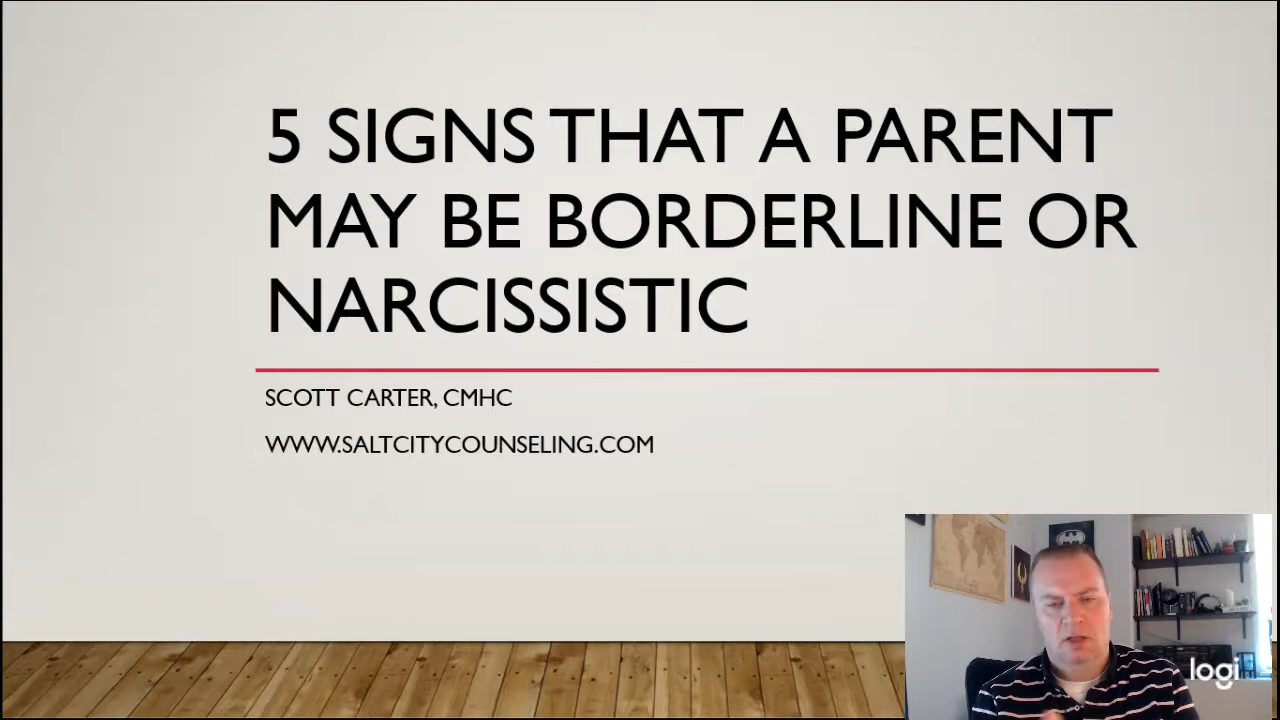 5 SIGNS THAT A PARENT
MAY BE BORDERLINE OR
NARCISSISTIC
SCOTT CARTER, CMHC
WWW.SALTCITYCOUNSELING.COM
logi